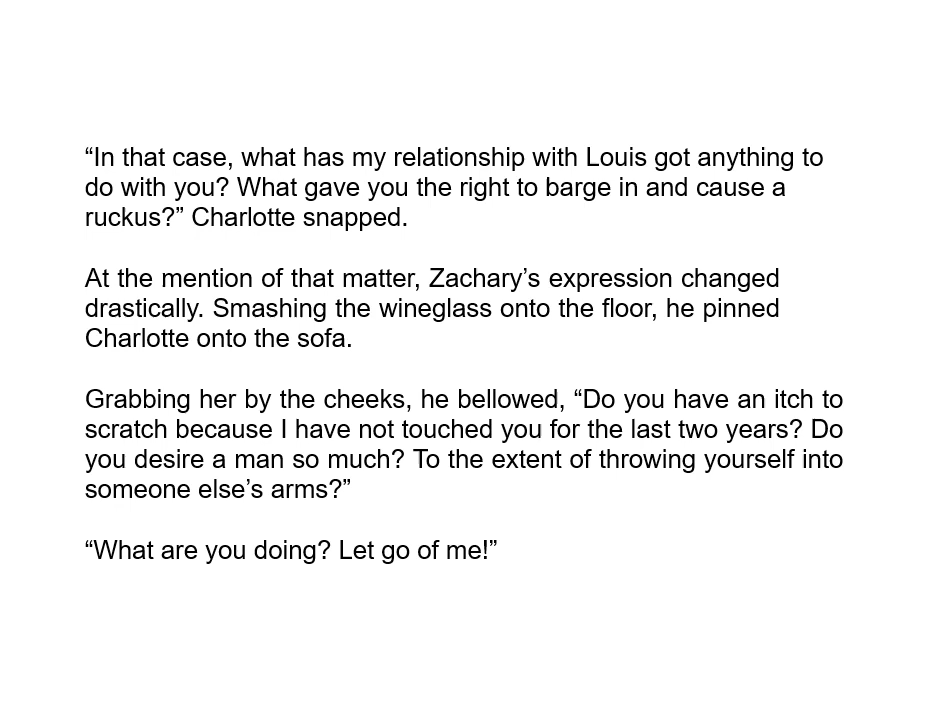 “In that case, what has my relationship with Louis got anything to
do with you? What gave you the right to barge in and cause a
ruckus?” Charlotte snapped.
At the mention of that matter, Zachary’s expression changed
drastically. Smashing the wineglass onto the floor, he pinned
Charlotte onto the sofa.
Grabbing her by the cheeks, he bellowed, “Do you have an itch to
scratch because I have not touched you for the last two years? Do
you desire a man so much? To the extent of throwing yourself into
someone else’s arms?”
“What are you doing? Let go of me!”